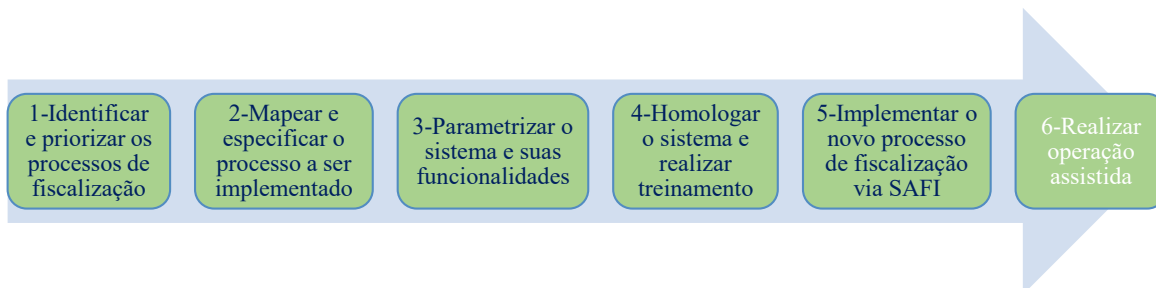 1-Identificar
e priorizar os
processos de
fiscalização
2-Mapear e
especificar o
processo a ser
implementado
3-Parametrizar o
sistema e suas
funcionalidades
4-Homologar
o sistema e
realizar
treinamento
5-Implementar o
novo processo
de fiscalização
via SAFI
6-Realizar
operação
assistida